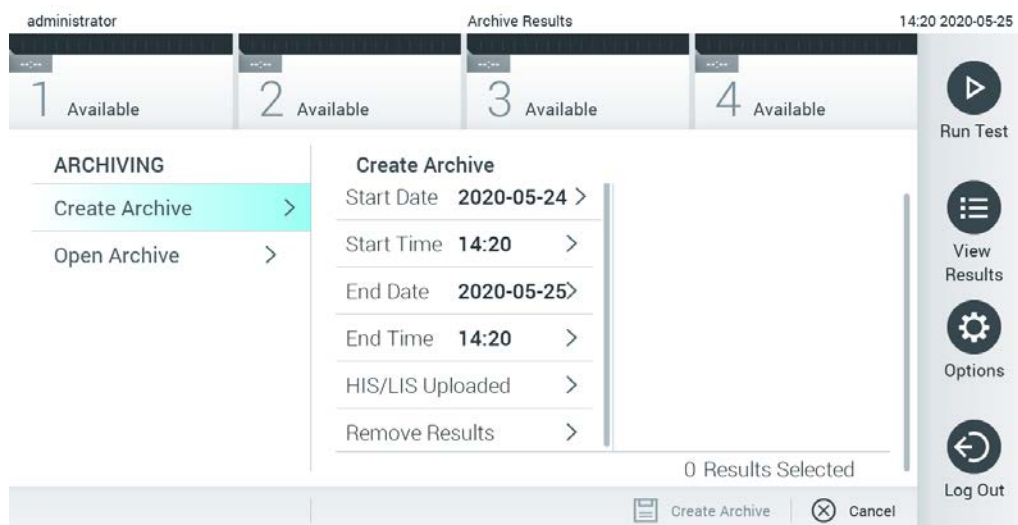 administrator Archive Results 14:20 2020-05-25
--:-- --:-- --:-- --:--
1 Available 2 Available 3 Available 4 Available
Run Test
ARCHIVING
Create Archive
Open Archive
Create Archive
Start Date 2020-05-24
Start Time 14:20
End Date 2020-05-25
End Time 14:20
HIS/LIS Uploaded
Remove Results
0 Results Selected
View
Results
Options
Log Out
Create Archive Cancel